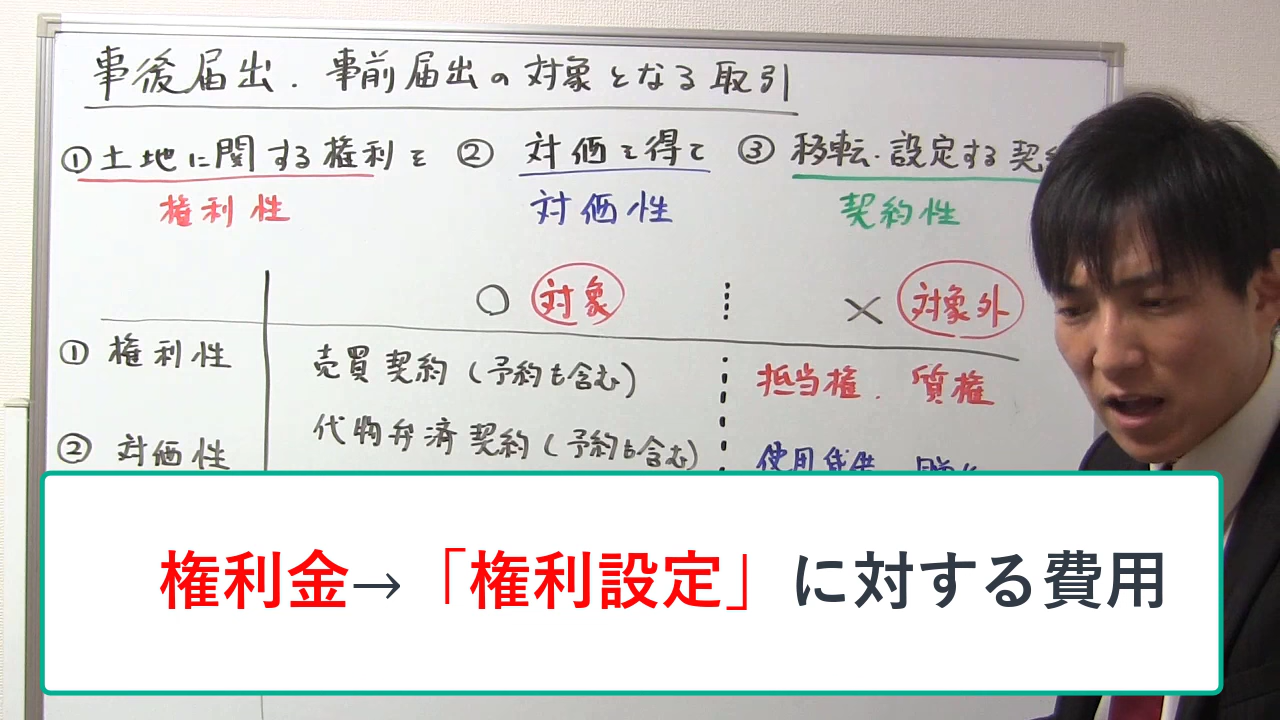 事後届出.事前届出の対象となる取引
①土地に関する権利を ②対価を得て ③移転・設定する契
権利性 対価性 契約性
○ 対象 × 対象外
①権利性 売買契約(予約も含む) 抵当権.質権
②対価性 代物弁済契約(予約も含む)
使用貸借
権利金→「権利設定」に対する費用